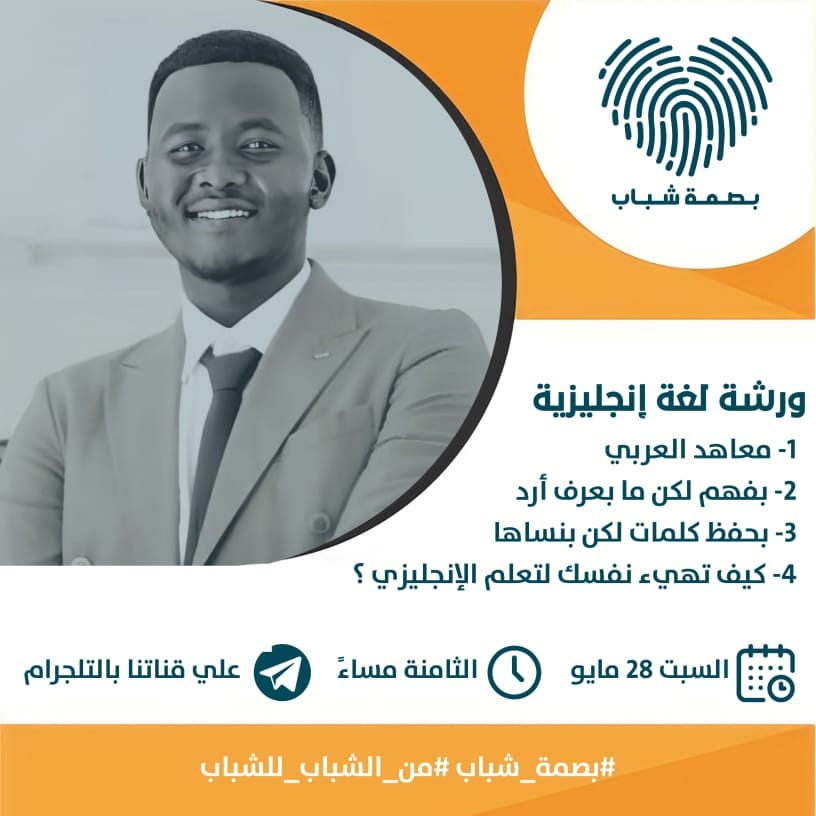 بصمة شباب
ورشة لغة إنجليزية
1- معاهد العربي
2- بفهم لكن ما بعرف أرد
3- بحفظ كلمات لكن بنساها
4- كيف تهيء نفسك لتعلم الإنجليزي ؟
السبت 28 مايو
الثامنة مساءً
علي قناتنا بالتلجرام
#بصمة_شباب #من_الشباب_للشباب